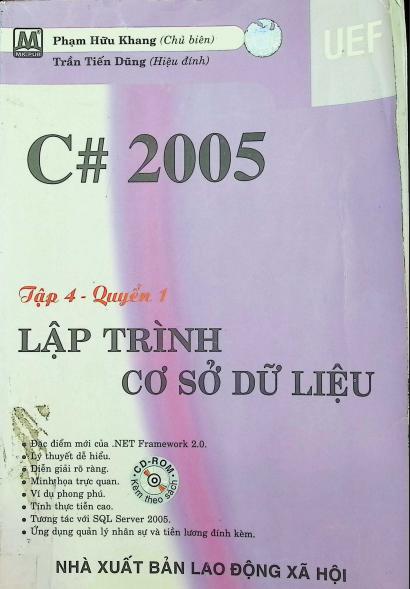 MK.PUB
Phạm Hữu Khang (Chủ biên)
Trần Tiến Dũng (Hiệu đính)
UEF
C# 2005
Tập 4 - Quyển 1
LẬP TRÌNH
CƠ SỞ DỮ LIỆU
• Đặc điểm mới của .NET Framework 2.0.
• Lý thuyết dễ hiểu.
• Diễn giải rõ ràng.
• Minh họa trực quan.
• Ví dụ phong phú.
• Tính thực tiễn cao.
• Tương tác với SQL Server 2005.
• Ứng dụng quản lý nhân sự và tiền lương đính kèm.
• CD-ROM •
Kèm theo sách
NHÀ XUẤT BẢN LAO ĐỘNG XÃ HỘI